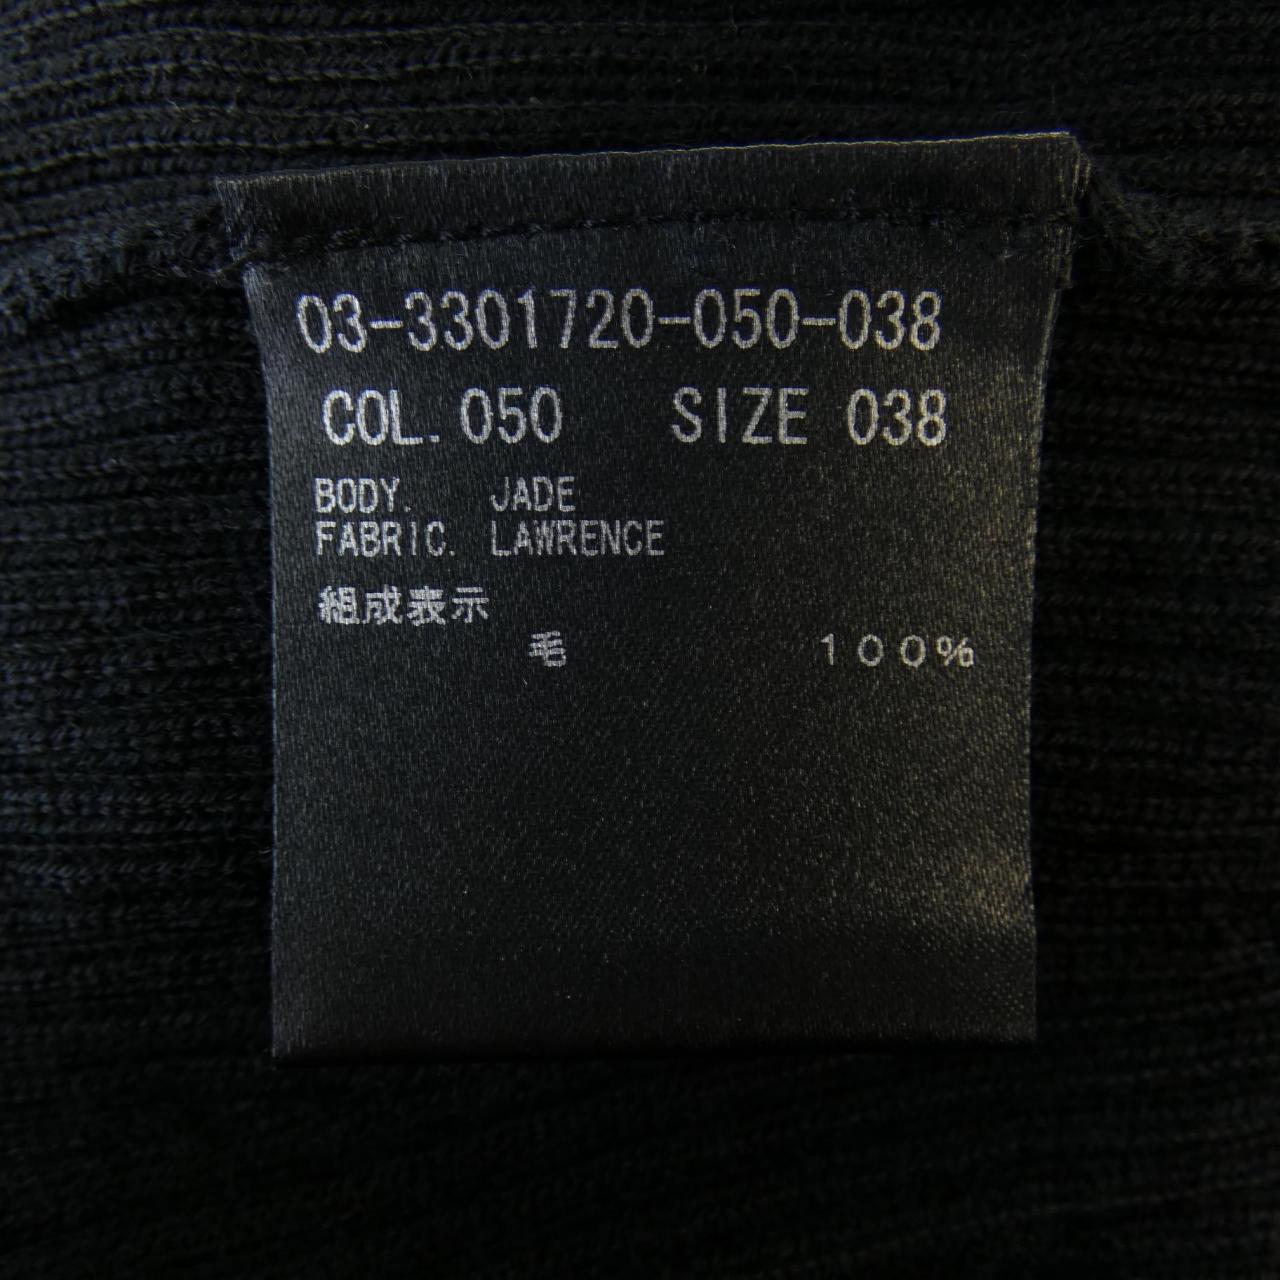 03-3301720-050-038
COL. 050 SIZE 038
BODY. JADE
FABRIC. LAWRENCE
組成表示
毛 100%